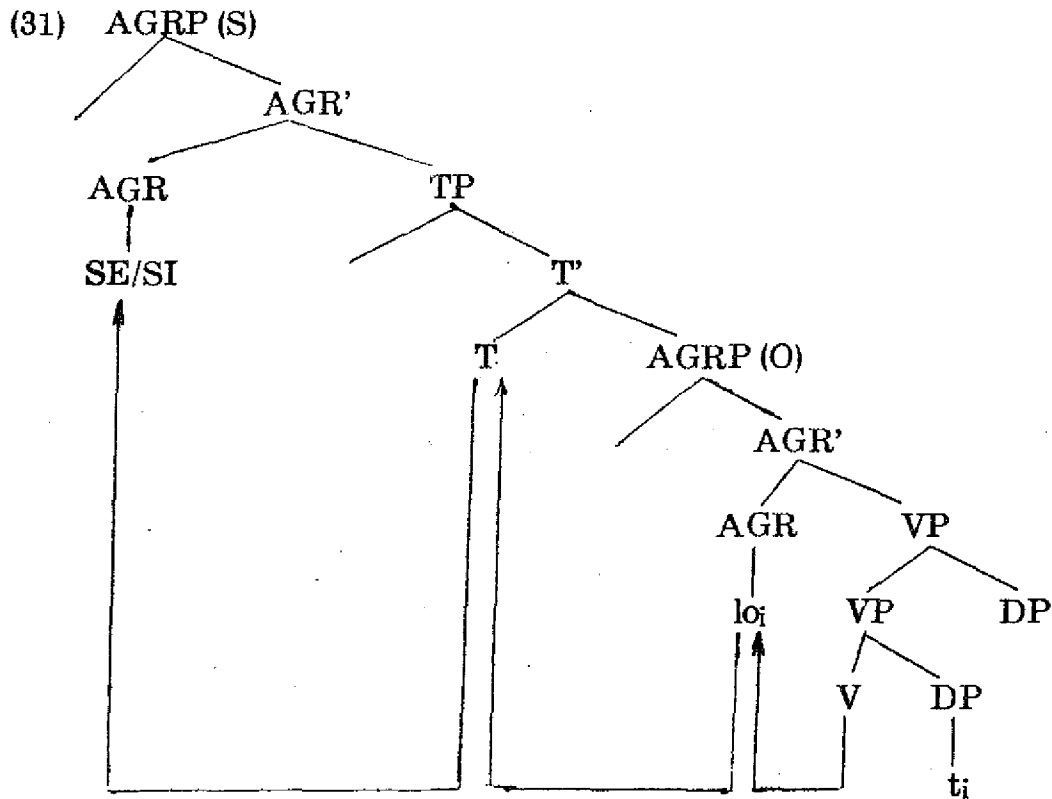 (31) AGRP (S)
AGR'
AGR TP
SE/SI T'
T AGRP (O)
AGR'
AGR VP
loi VP DP
V DP
ti